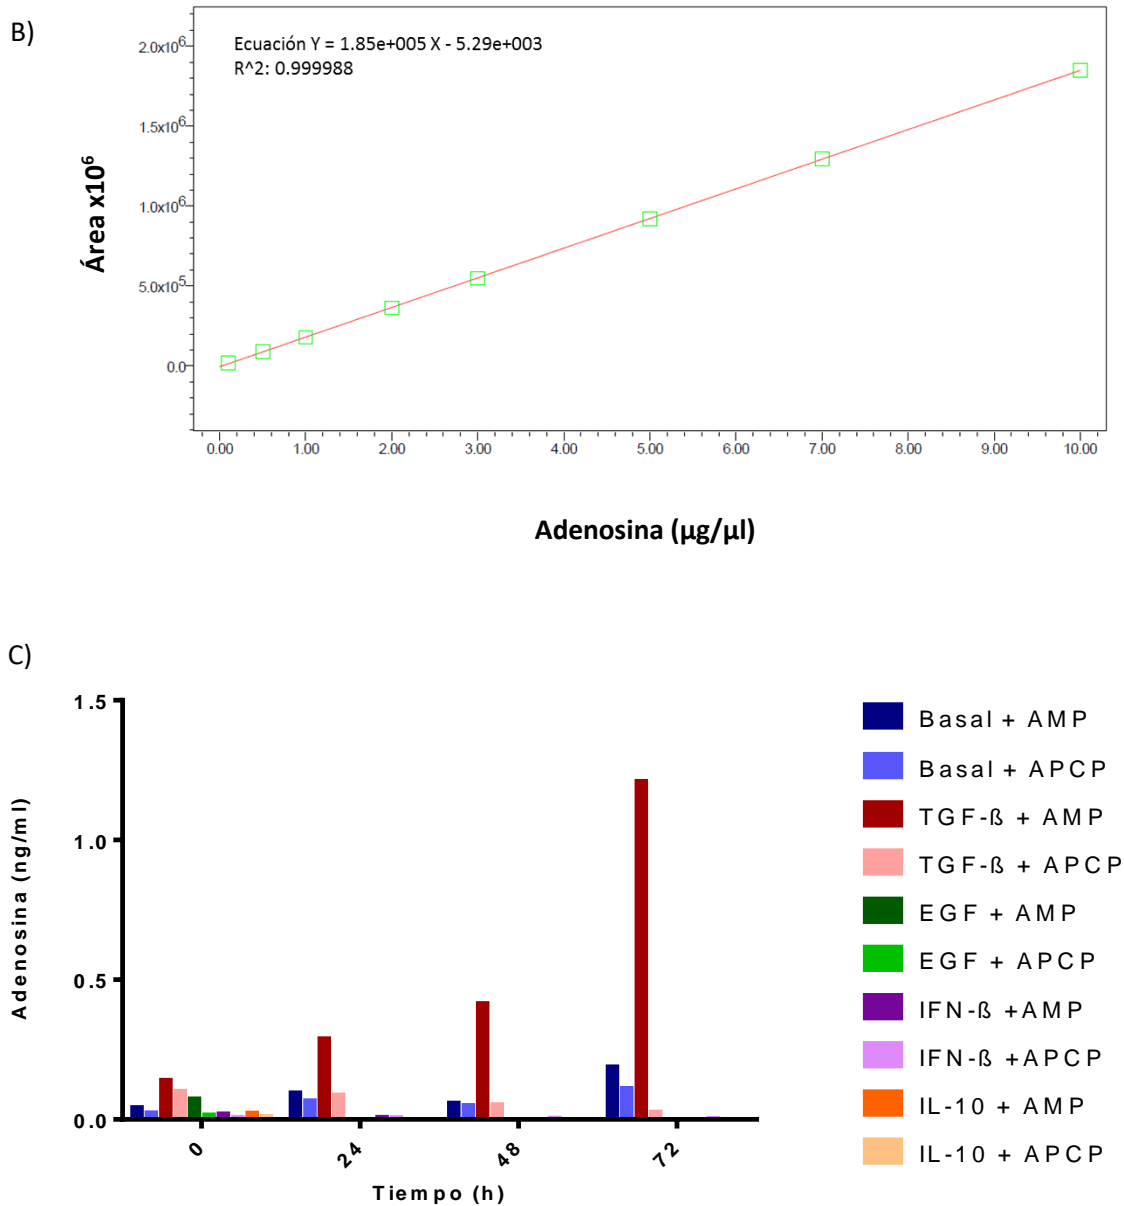 B)
Ecuación Y = 1.85e+005 X - 5.29e+003
R^2: 0.999988
2.0x10⁶
1.5x10⁶
1.0x10⁶
5.0x10⁵
0.0
Área x10⁶
0.00 1.00 2.00 3.00 4.00 5.00 6.00 7.00 8.00 9.00 10.00
Adenosina (µg/µl)
C)
1.5
1.0
0.5
0.0
Adenosina (ng/ml)
0 24 48 72
Tiempo (h)
Basal + AMP
Basal + APCP
TGF-ß + AMP
TGF-ß + APCP
EGF + AMP
EGF + APCP
IFN-ß +AMP
IFN-ß +APCP
IL-10 + AMP
IL-10 + APCP